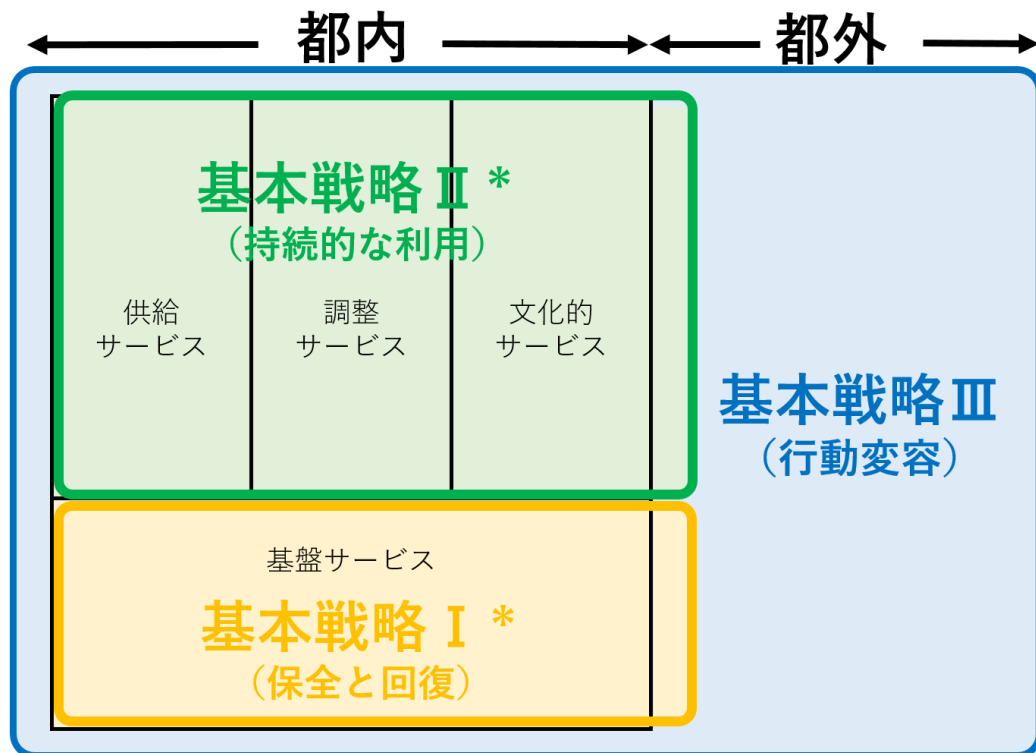 都内
都外
基本戦略Ⅱ*
（持続的な利用）
供給
サービス
調整
サービス
文化的
サービス
基本戦略Ⅲ
（行動変容）
基盤サービス
基本戦略Ⅰ*
（保全と回復）